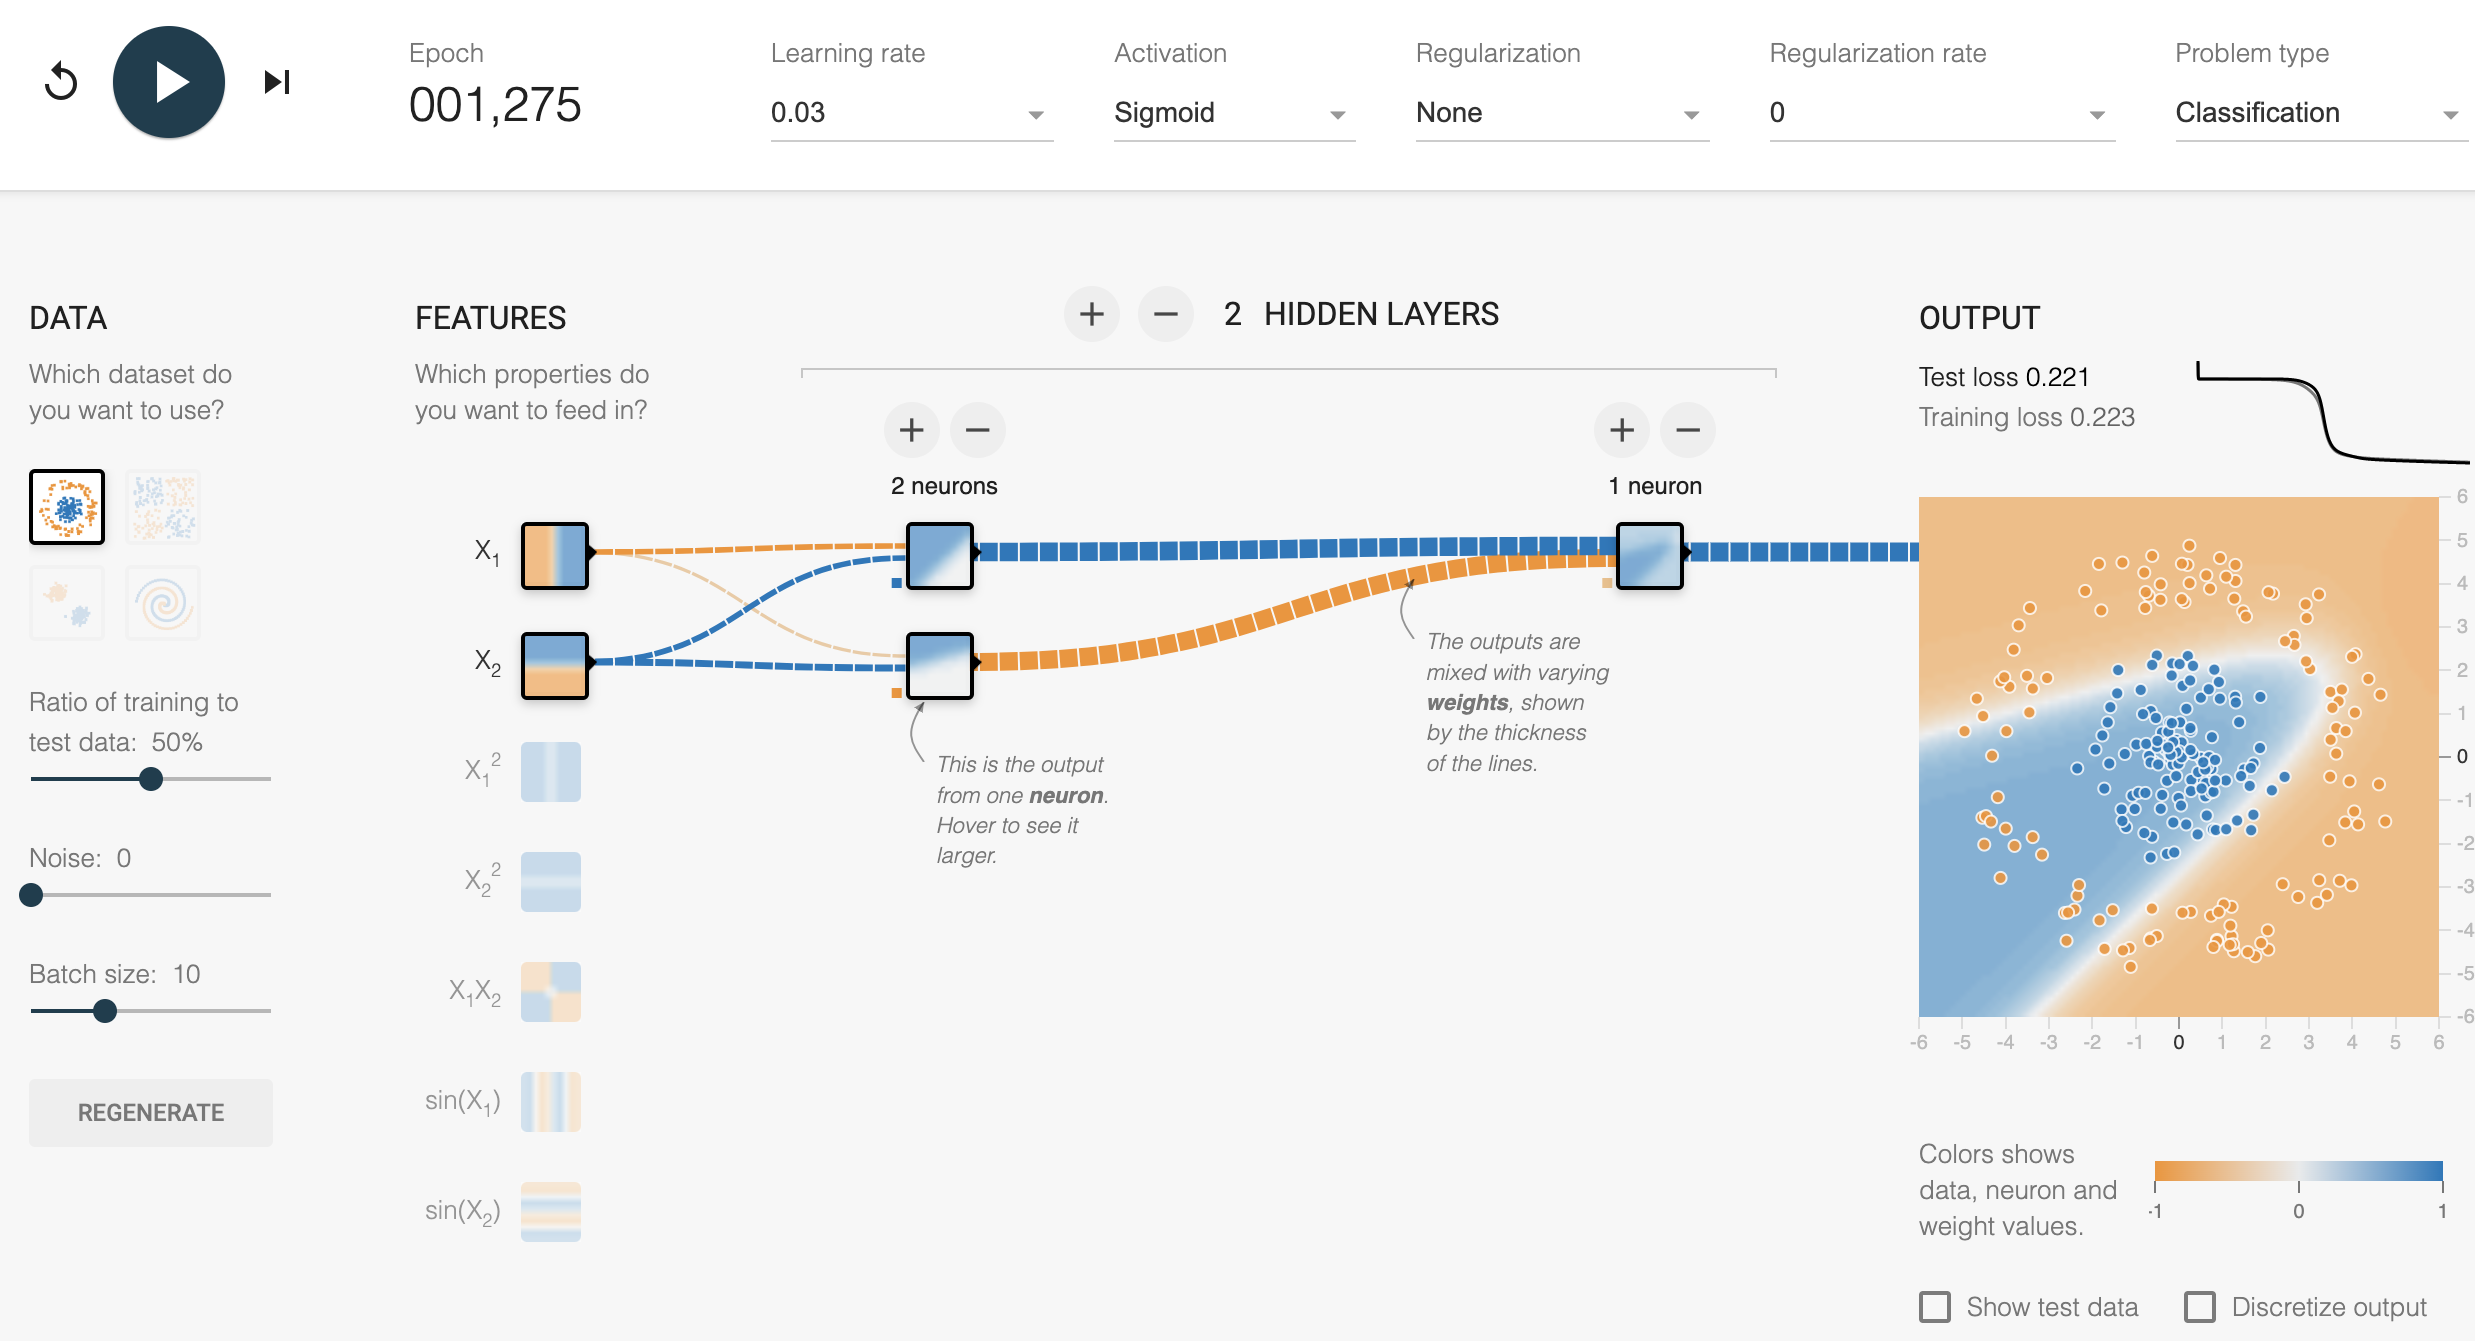 Epoch
001,275
Learning rate
0.03
Activation
Sigmoid
Regularization
None
Regularization rate
0
Problem type
Classification
DATA
Which dataset do
you want to use?
Ratio of training to
test data: 50%
Noise: 0
Batch size: 10
REGENERATE
FEATURES
Which properties do
you want to feed in?
X1
X2
X1²
X2²
X1X2
sin(X1)
sin(X2)
+ − 2 HIDDEN LAYERS
+ −
2 neurons
+ −
1 neuron
This is the output
from one neuron.
Hover to see it
larger.
The outputs are
mixed with varying
weights, shown
by the thickness
of the lines.
OUTPUT
Test loss 0.221
Training loss 0.223
6
5
4
3
2
1
0
-1
-2
-3
-4
-5
-6
-6 -5 -4 -3 -2 -1 0 1 2 3 4 5 6
Colors shows
data, neuron and
weight values.
-1 0 1
Show test data
Discretize output